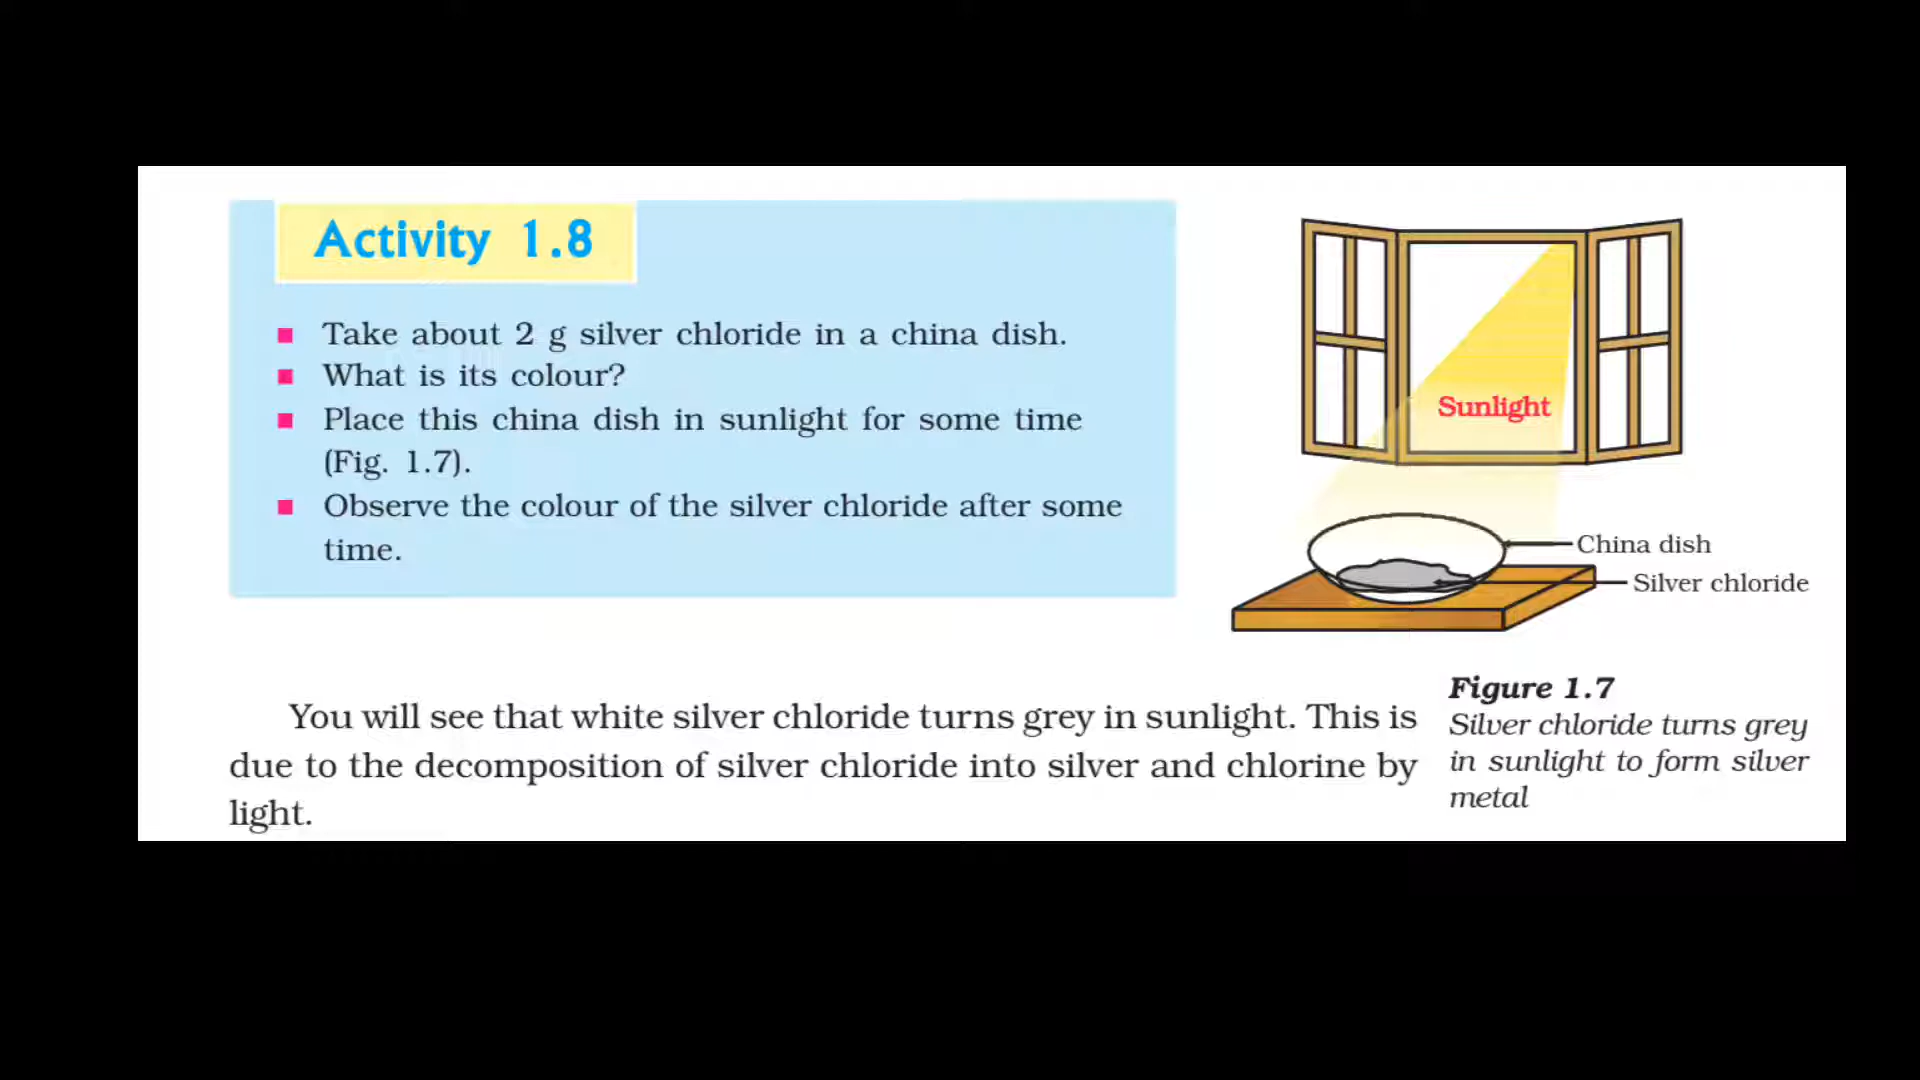 Activity 1.8
■ Take about 2 g silver chloride in a china dish.
■ What is its colour?
■ Place this china dish in sunlight for some time
(Fig. 1.7).
■ Observe the colour of the silver chloride after some
time.
Sunlight
China dish
Silver chloride
Figure 1.7
Silver chloride turns grey
in sunlight to form silver
metal
You will see that white silver chloride turns grey in sunlight. This is
due to the decomposition of silver chloride into silver and chlorine by
light.